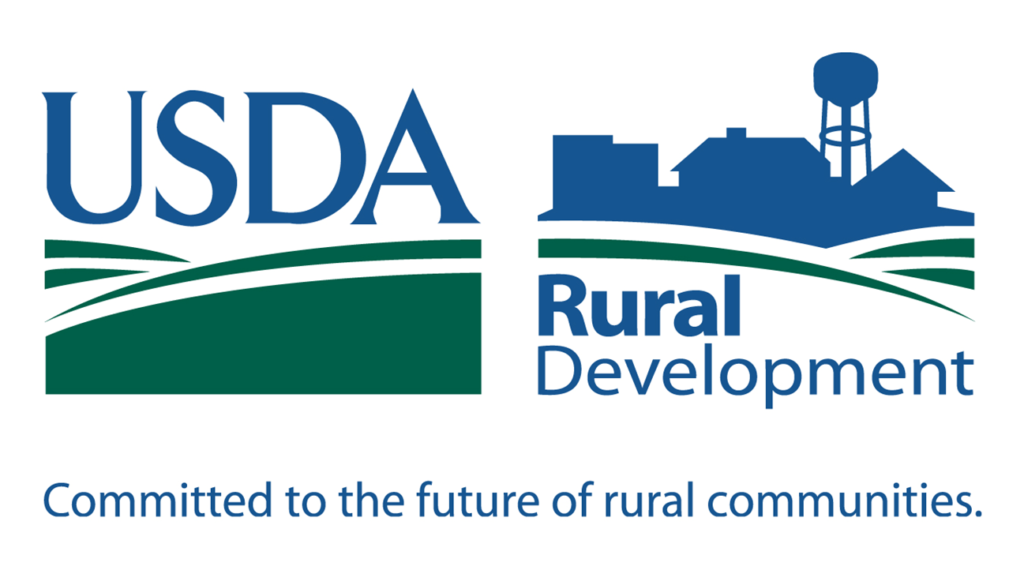 USDA
Rural
Development
Committed to the future of rural communities.